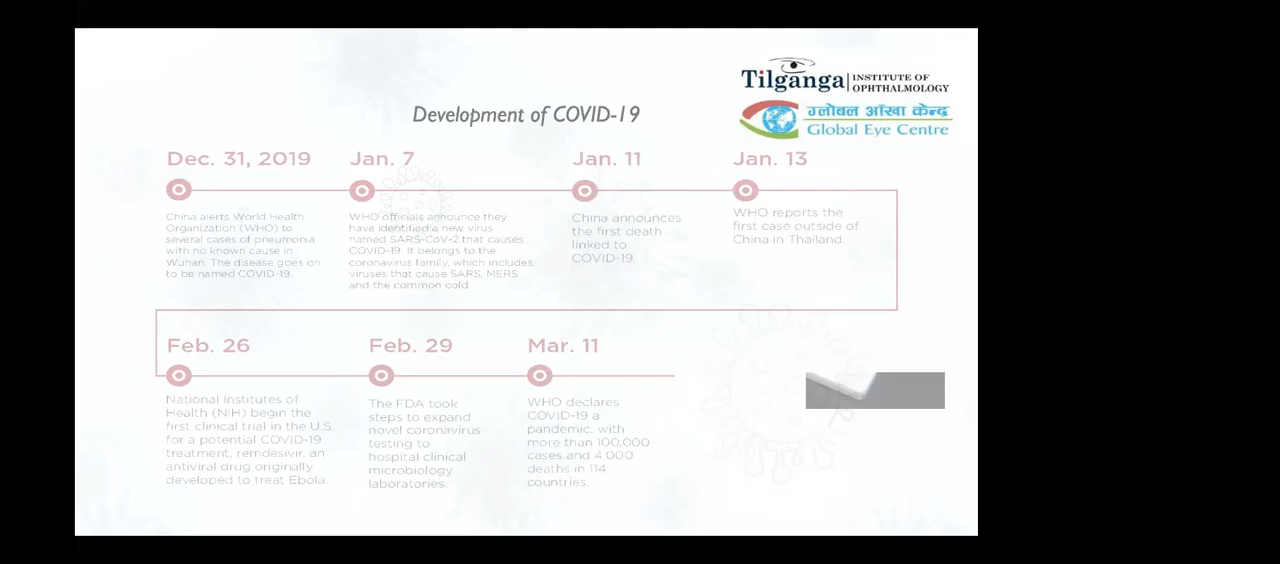 Tilganga
INSTITUTE OF
OPHTHALMOLOGY
ग्लोबल आँखा केन्द्र
Global Eye Centre
Development of COVID-19
Dec. 31, 2019
China alerts World Health
Organization (WHO) to
several cases of pneumonia
with no known cause in
Wuhan. The disease goes on
to be named COVID-19.
Jan. 7
WHO officials announce they
have identified a new virus
named SARS-CoV-2 that causes
COVID-19. It belongs to the
coronavirus family, which includes
viruses that cause SARS, MERS
and the common cold.
Jan. 11
China announces
the first death
linked to
COVID-19.
Jan. 13
WHO reports the
first case outside of
China in Thailand.
Feb. 26
National Institutes of
Health (NIH) begin the
first clinical trial in the U.S.
for a potential COVID-19
treatment, remdesivir, an
antiviral drug originally
developed to treat Ebola.
Feb. 29
The FDA took
steps to expand
novel coronavirus
testing to
hospital clinical
microbiology
laboratories.
Mar. 11
WHO declares
COVID-19 a
pandemic, with
more than 100,000
cases and 4,000
deaths in 114
countries.